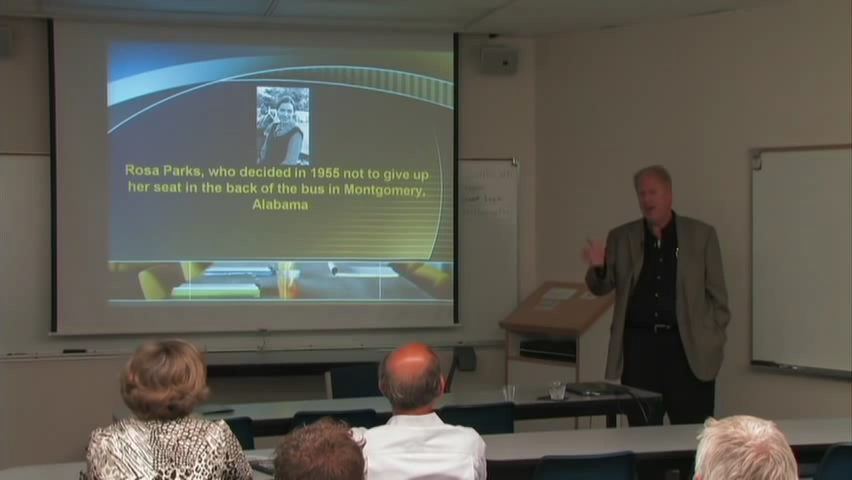 Rosa Parks, who decided in 1955 not to give up
her seat in the back of the bus in Montgomery,
Alabama